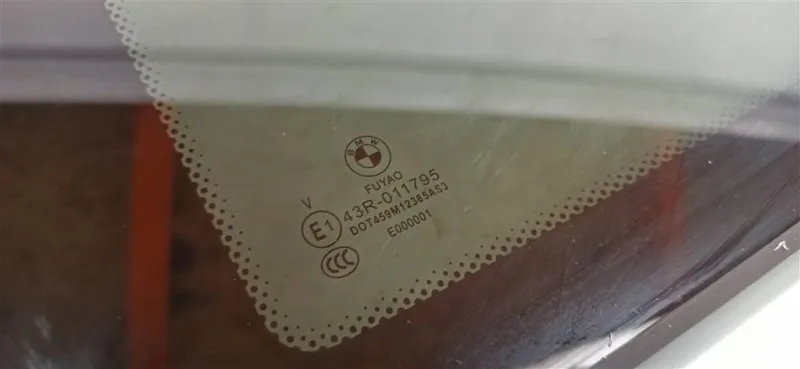 BMW
FUYAO
V
E1 43R-011795
DOT459M12385AS3
E000001
CCC